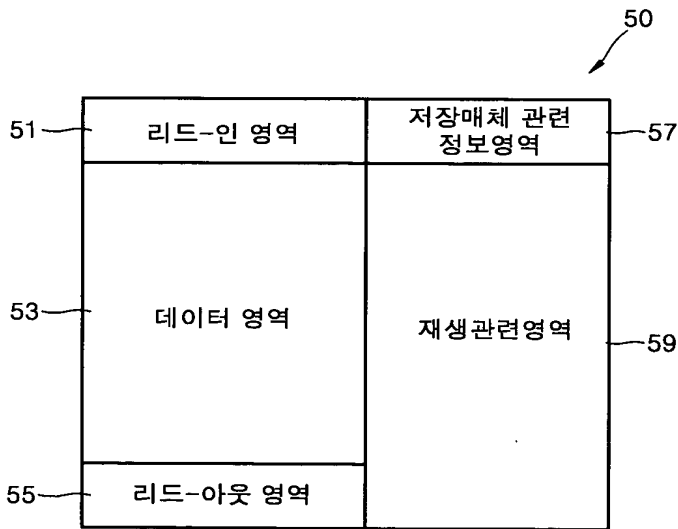 50
51
리드-인 영역
저장매체 관련
정보영역
57
53
데이터 영역
재생관련영역
59
55
리드-아웃 영역